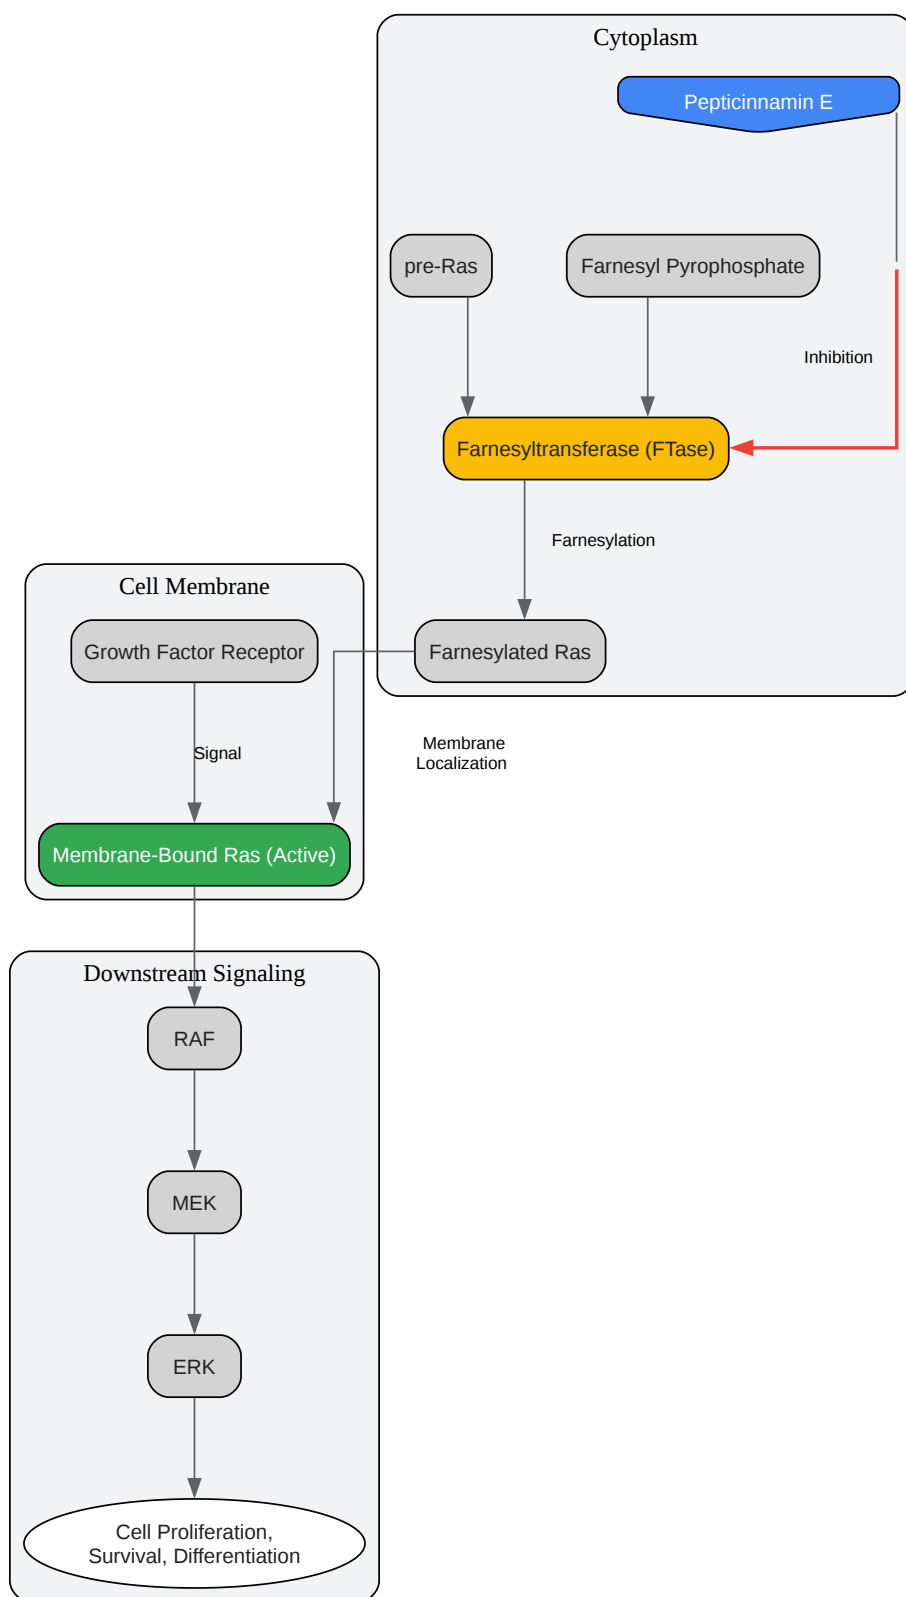 Cytoplasm
Pepticinnamin E
pre-Ras
Farnesyl Pyrophosphate
Inhibition
Farnesyltransferase (FTase)
Farnesylation
Cell Membrane
Growth Factor Receptor
Farnesylated Ras
Signal
Membrane
Localization
Membrane-Bound Ras (Active)
Downstream Signaling
RAF
MEK
ERK
Cell Proliferation,
Survival, Differentiation